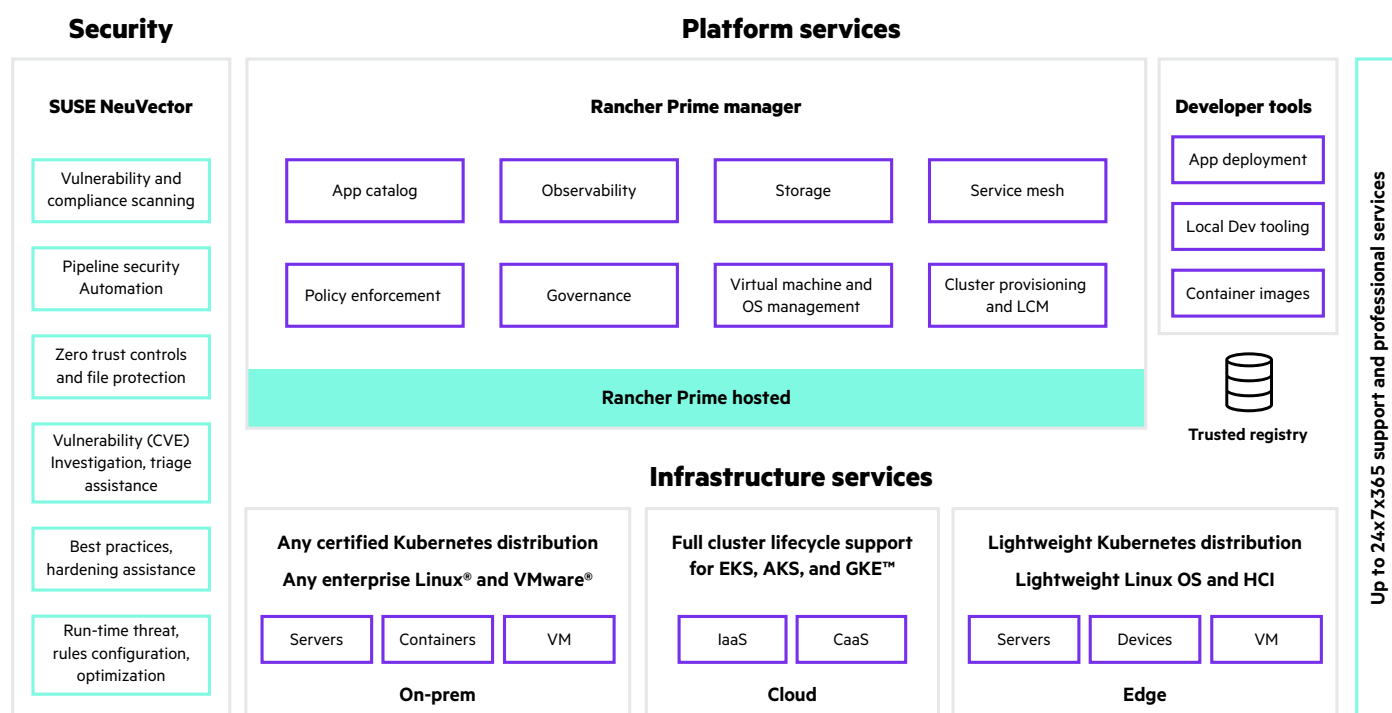 Security
SUSE NeuVector
Vulnerability and
compliance scanning
Pipeline security
Automation
Zero trust controls
and file protection
Vulnerability (CVE)
Investigation, triage
assistance
Best practices,
hardening assistance
Run-time threat,
rules configuration,
optimization
Platform services
Rancher Prime manager
App catalog
Observability
Storage
Service mesh
Policy enforcement
Governance
Virtual machine and
OS management
Cluster provisioning
and LCM
Rancher Prime hosted
Developer tools
App deployment
Local Dev tooling
Container images
Trusted registry
Infrastructure services
Any certified Kubernetes distribution
Any enterprise Linux® and VMware®
Servers
Containers
VM
On-prem
Full cluster lifecycle support
for EKS, AKS, and GKE™
IaaS
CaaS
Cloud
Lightweight Kubernetes distribution
Lightweight Linux OS and HCI
Servers
Devices
VM
Edge
Up to 24x7x365 support and professional services